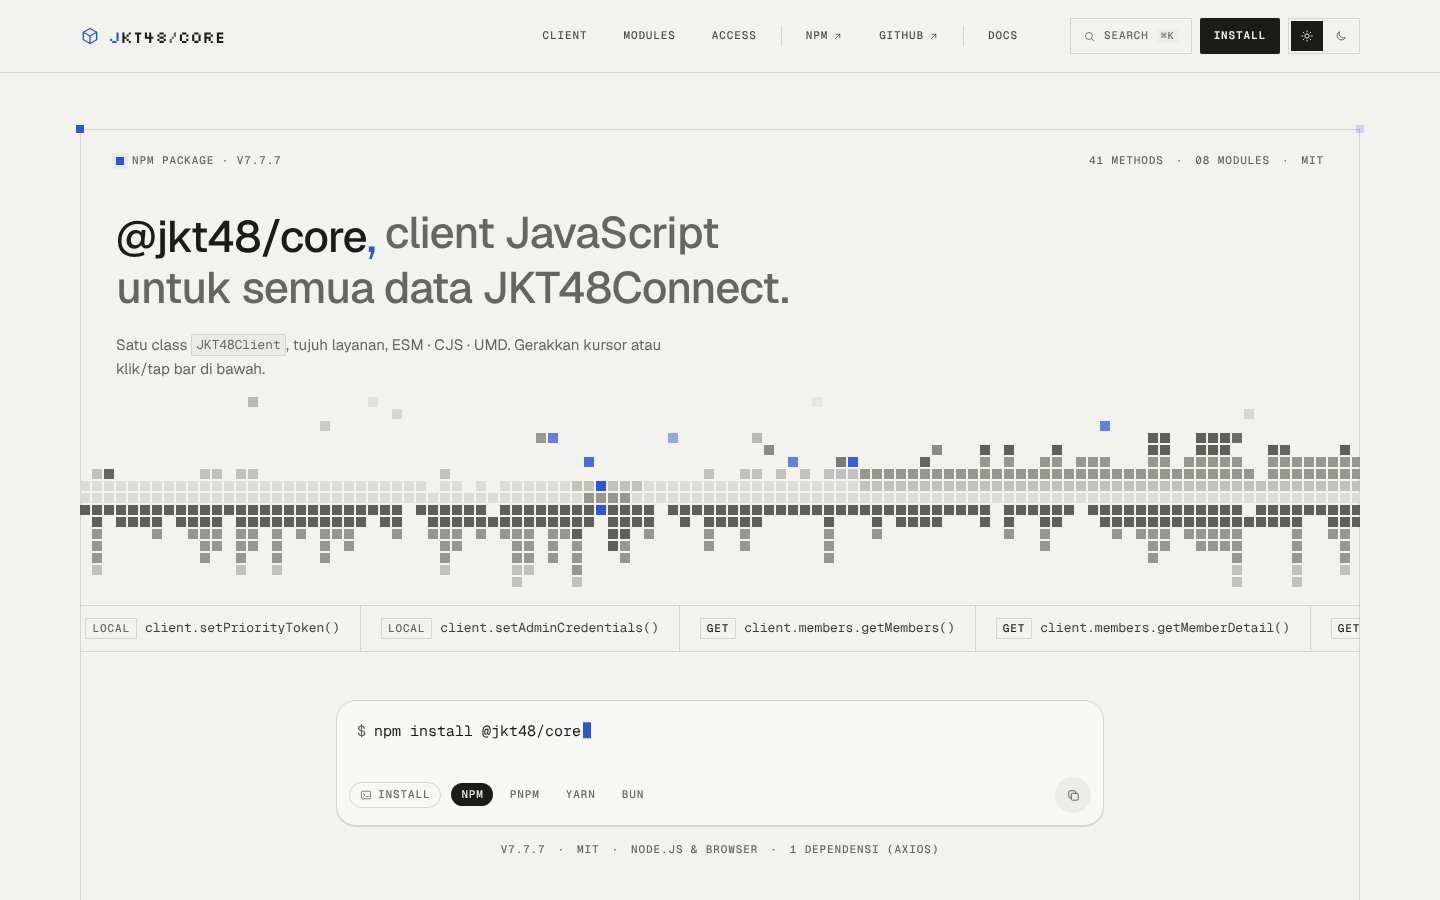 JKT48/CORE
CLIENT MODULES ACCESS NPM ↗ GITHUB ↗ DOCS SEARCH ⌘K INSTALL
NPM PACKAGE · V7.7.7
41 METHODS · 08 MODULES · MIT
@jkt48/core, client JavaScript
untuk semua data JKT48Connect.
Satu class JKT48Client, tujuh layanan, ESM · CJS · UMD. Gerakkan kursor atau
klik/tap bar di bawah.
LOCAL client.setPriorityToken() LOCAL client.setAdminCredentials() GET client.members.getMembers() GET client.members.getMemberDetail() GET
$ npm install @jkt48/core
INSTALL NPM PNPM YARN BUN
V7.7.7 · MIT · NODE.JS & BROWSER · 1 DEPENDENSI (AXIOS)